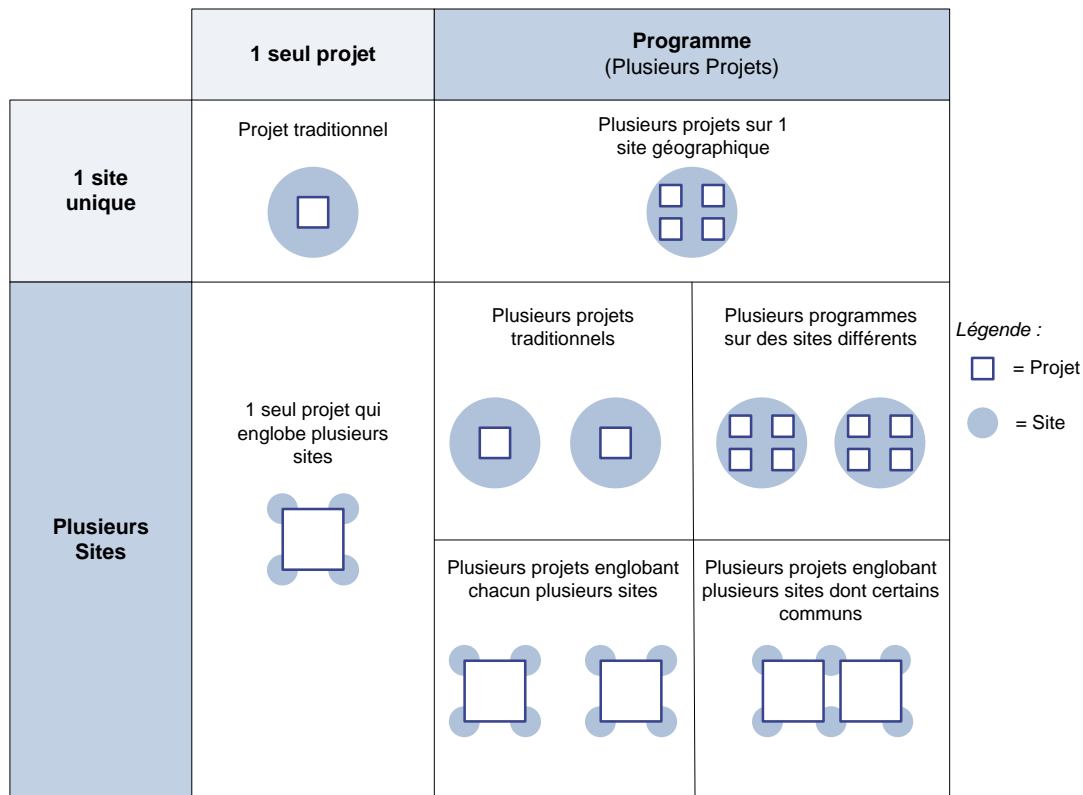 1 seul projet
Programme
(Plusieurs Projets)
1 site
unique
Projet traditionnel
Plusieurs projets sur 1
site géographique
Plusieurs
Sites
1 seul projet qui
englobe plusieurs
sites
Plusieurs projets
traditionnels
Plusieurs programmes
sur des sites différents
Plusieurs projets englobant
chacun plusieurs sites
Plusieurs projets englobant
plusieurs sites dont certains
communs
Légende :
= Projet
= Site